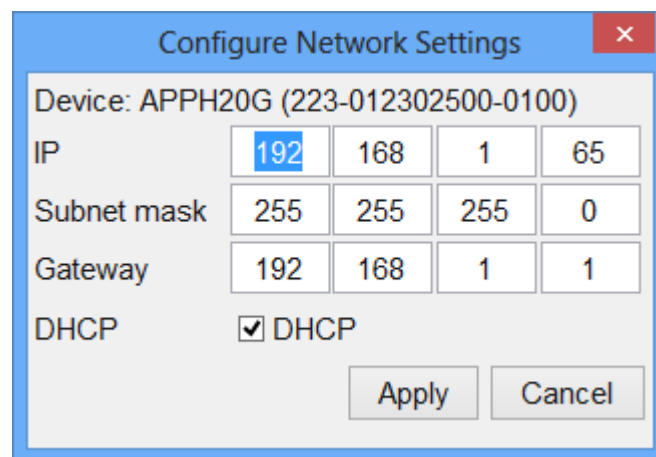 Configure Network Settings
Device: APPH20G (223-012302500-0100)
IP 192 168 1 65
Subnet mask 255 255 255 0
Gateway 192 168 1 1
DHCP DHCP
Apply Cancel